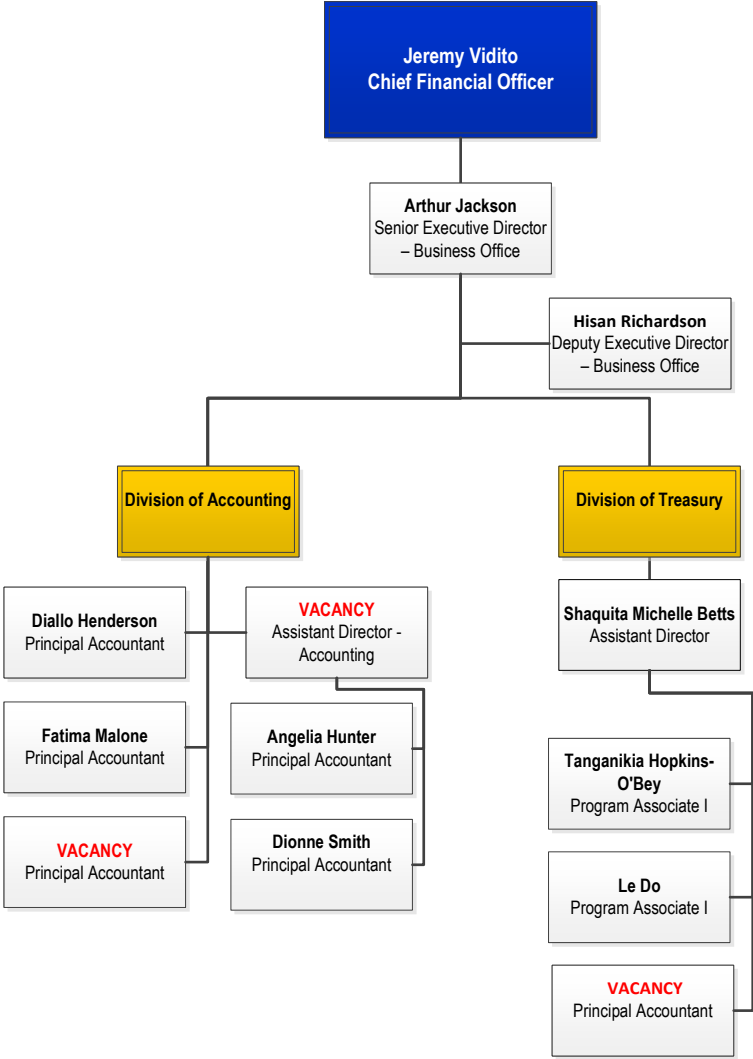 Jeremy Vidito
Chief Financial Officer
Arthur Jackson
Senior Executive Director
– Business Office
Hisan Richardson
Deputy Executive Director
– Business Office
Division of Accounting
Division of Treasury
Diallo Henderson
Principal Accountant
VACANCY
Assistant Director -
Accounting
Shaquita Michelle Betts
Assistant Director
Fatima Malone
Principal Accountant
Angelia Hunter
Principal Accountant
Tanganikia Hopkins-
O'Bey
Program Associate I
VACANCY
Principal Accountant
Dionne Smith
Principal Accountant
Le Do
Program Associate I
VACANCY
Principal Accountant